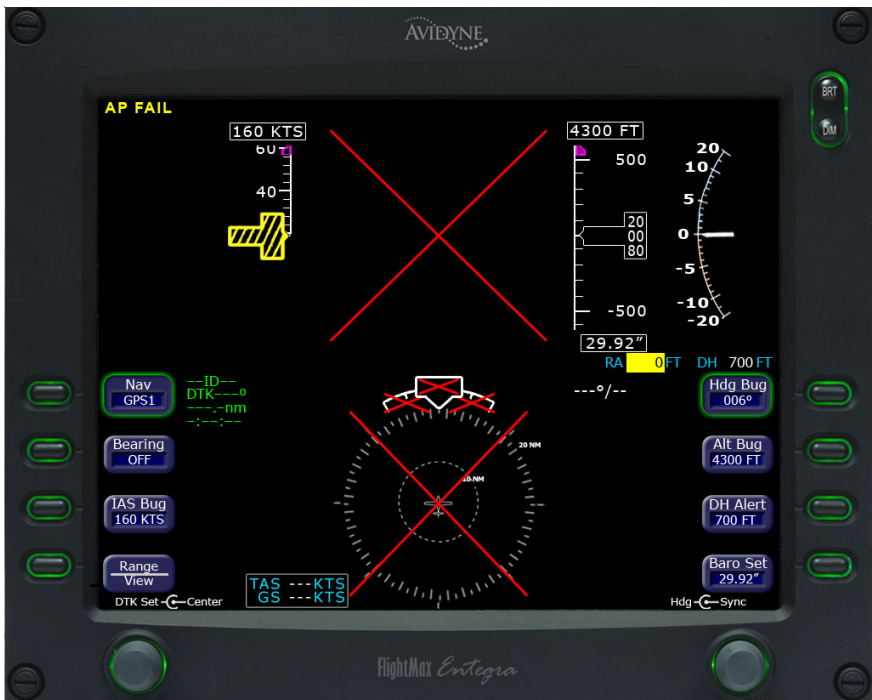 AVIDYNE
AP FAIL
BRT
DIM
160 KTS
4300 FT
60
40
500
20
00
80
-500
29.92"
20
10
5
0
-5
-10
-20
RA 0FT DH 700 FT
Nav
GPS1
--ID--
DTK---º
---.-nm
-:--:--
---º/--
Hdg Bug
006º
Bearing
OFF
20 NM
10 NM
Alt Bug
4300 FT
IAS Bug
160 KTS
DH Alert
700 FT
Range
View
TAS ---KTS
GS ---KTS
Baro Set
29.92"
DTK Set Center
Hdg Sync
FlightMax Entegra